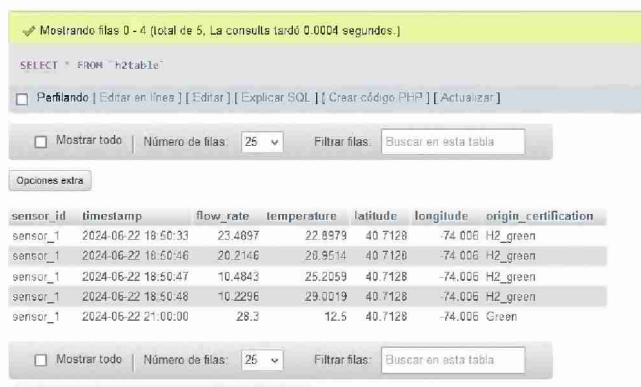 Mostrando filas 0 - 4 (total de 5, La consulta tardó 0.0004 segundos.)
SELECT * FROM `h2table`
Perfilando [ Editar en línea ] [ Editar ] [ Explicar SQL ] [ Crear código PHP ] [ Actualizar ]
Mostrar todo | Número de filas: 25 Filtrar filas: Buscar en esta tabla
Opciones extra
sensor_id timestamp flow_rate temperature latitude longitude origin_certification
sensor_1 2024-06-22 18:50:33 23.4897 22.8979 40.7128 -74.006 H2_green
sensor_1 2024-06-22 18:50:46 20.2146 28.9514 40.7128 -74.006 H2_green
sensor_1 2024-06-22 18:50:47 10.4843 25.2059 40.7128 -74.006 H2_green
sensor_1 2024-06-22 18:50:48 10.2296 29.0019 40.7128 -74.006 H2_green
sensor_1 2024-06-22 21:00:00 28.3 12.5 40.7128 -74.006 Green
Mostrar todo | Número de filas: 25 Filtrar filas: Buscar en esta tabla